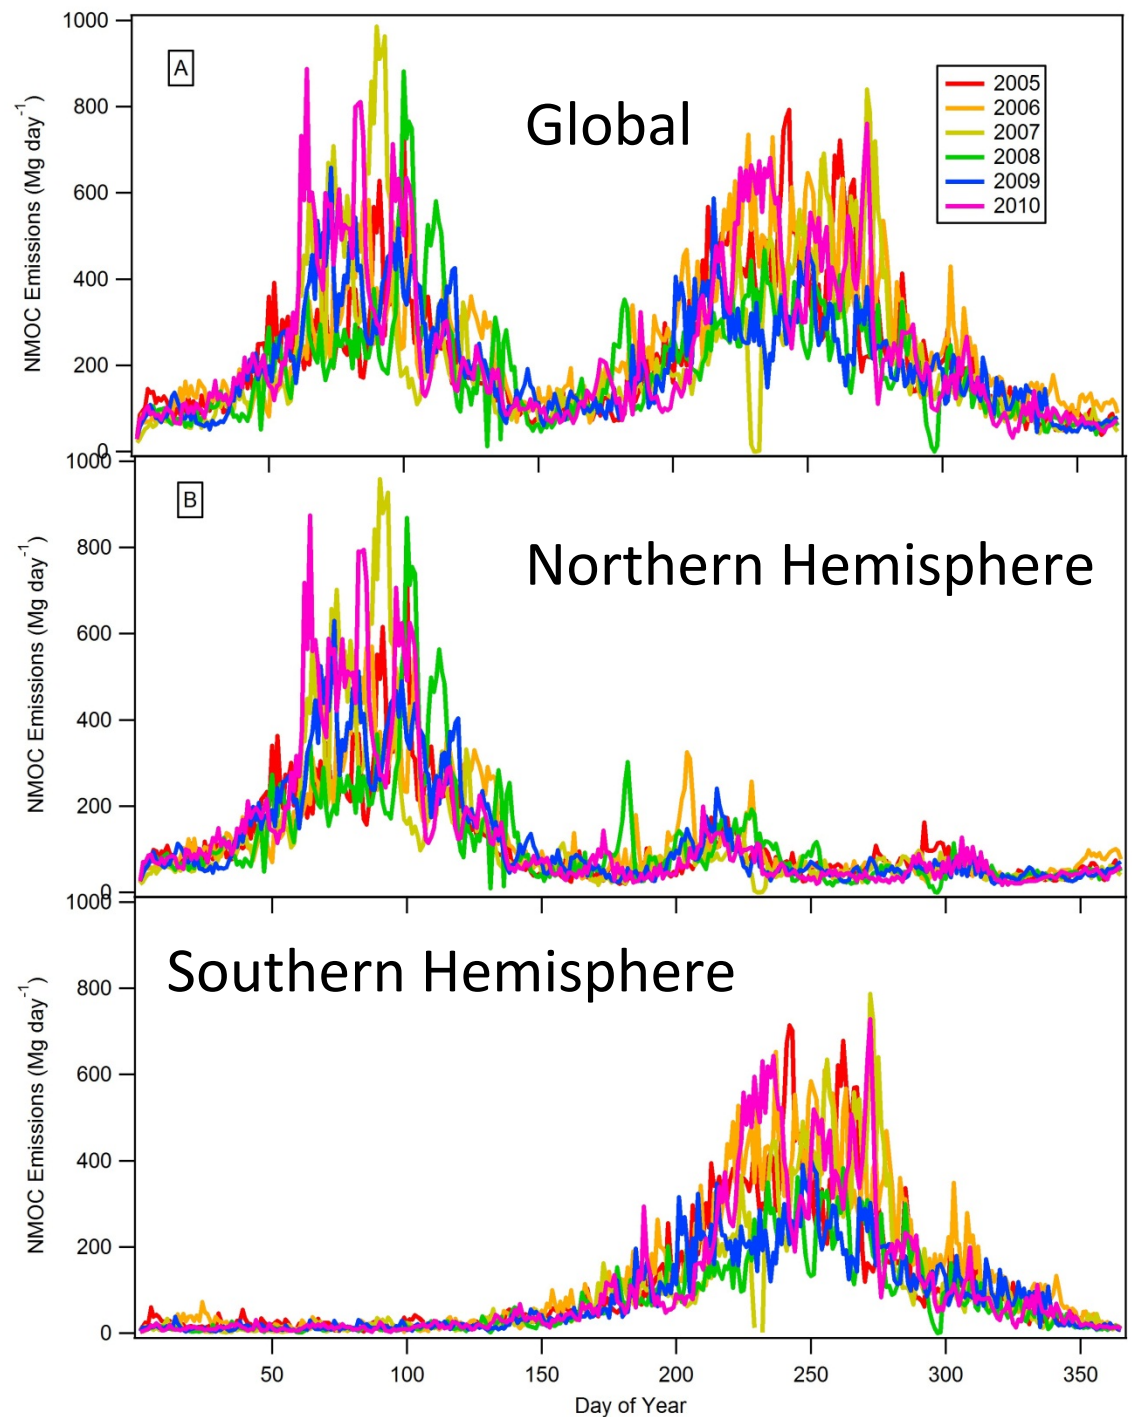 1000
A
Global
2005
2006
2007
2008
2009
2010
800
600
400
200
0
NMOC Emissions (Mg day-1)
1000
B
Northern Hemisphere
800
600
400
200
0
NMOC Emissions (Mg day-1)
1000
Southern Hemisphere
800
600
400
200
0
NMOC Emissions (Mg day-1)
50 100 150 200 250 300 350
Day of Year